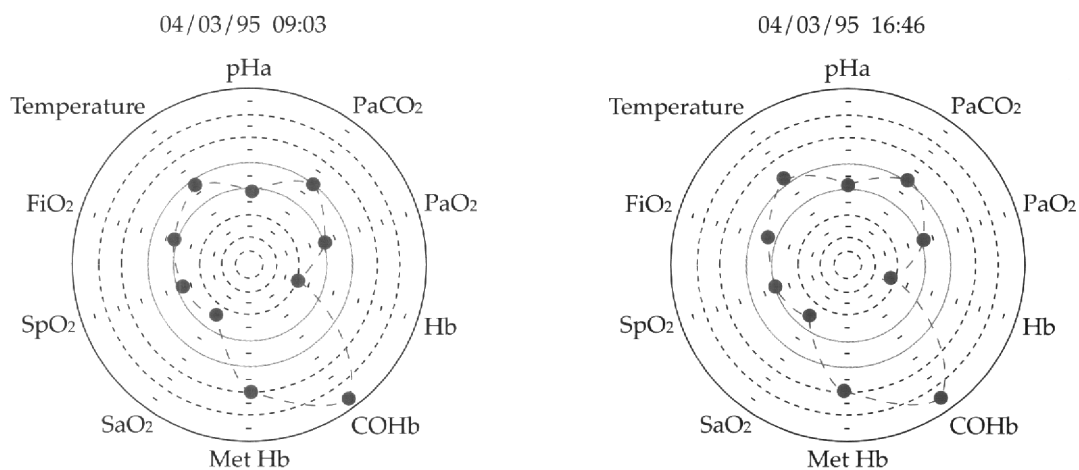 04/03/95 09:03
pHa
PaCO₂
PaO₂
Hb
COHb
Met Hb
SaO₂
SpO₂
FiO₂
Temperature
04/03/95 16:46
pHa
PaCO₂
PaO₂
Hb
COHb
Met Hb
SaO₂
SpO₂
FiO₂
Temperature